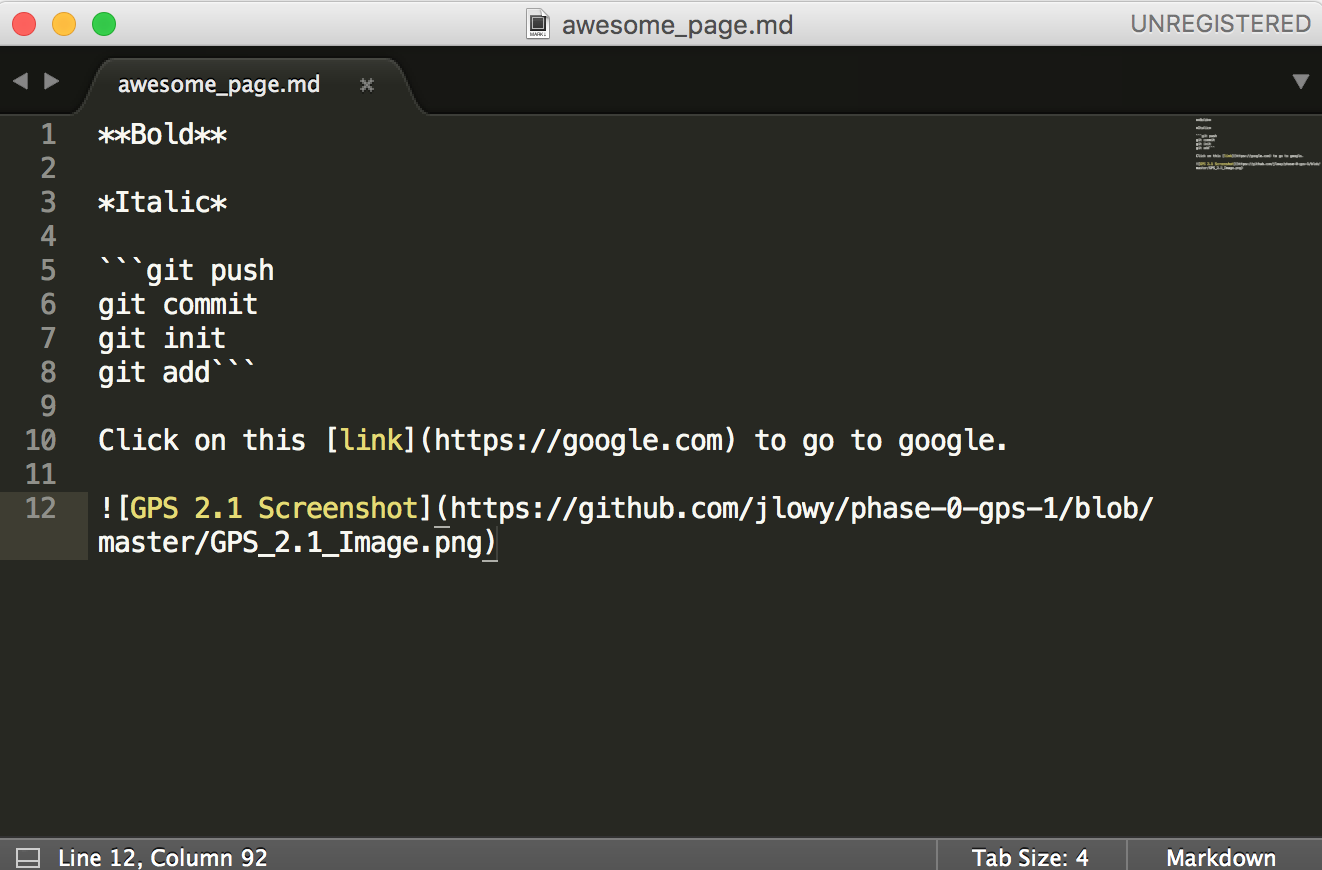 awesome_page.md
UNREGISTERED
awesome_page.md
1 **Bold**
2
3 *Italic*
4
5 ```git push
6 git commit
7 git init
8 git add```
9
10 Click on this [link](https://google.com) to go to google.
11
12 ![GPS 2.1 Screenshot](https://github.com/jlowy/phase-0-gps-1/blob/
master/GPS_2.1_Image.png)
Line 12, Column 92
Tab Size: 4
Markdown